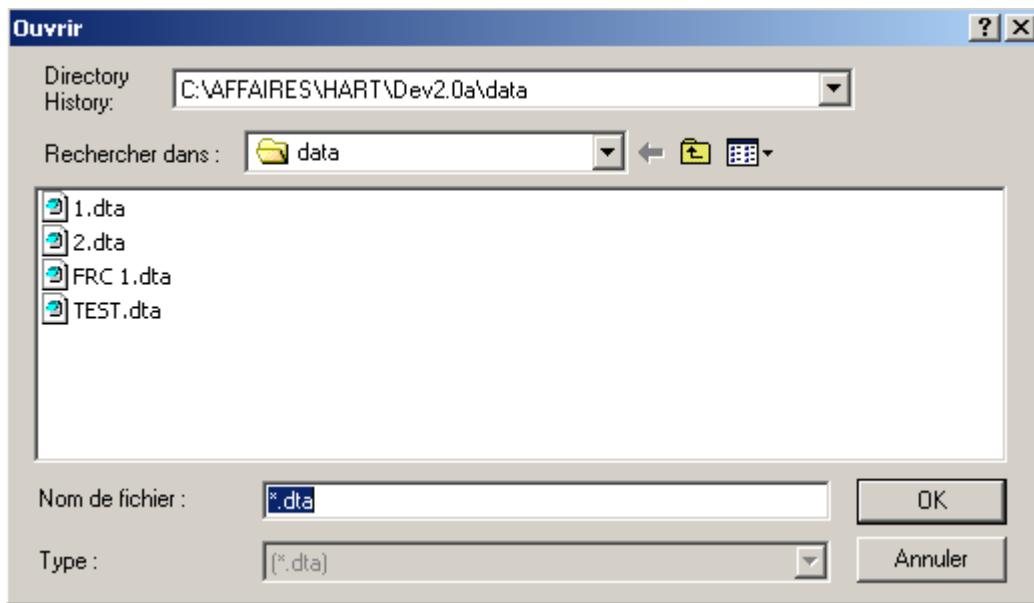 Ouvrir
Directory
History:
C:\AFFAIRES\HART\Dev2.0a\data
Rechercher dans :
data
1.dta
2.dta
FRC 1.dta
TEST.dta
Nom de fichier :
*.dta
OK
Type :
(*.dta)
Annuler